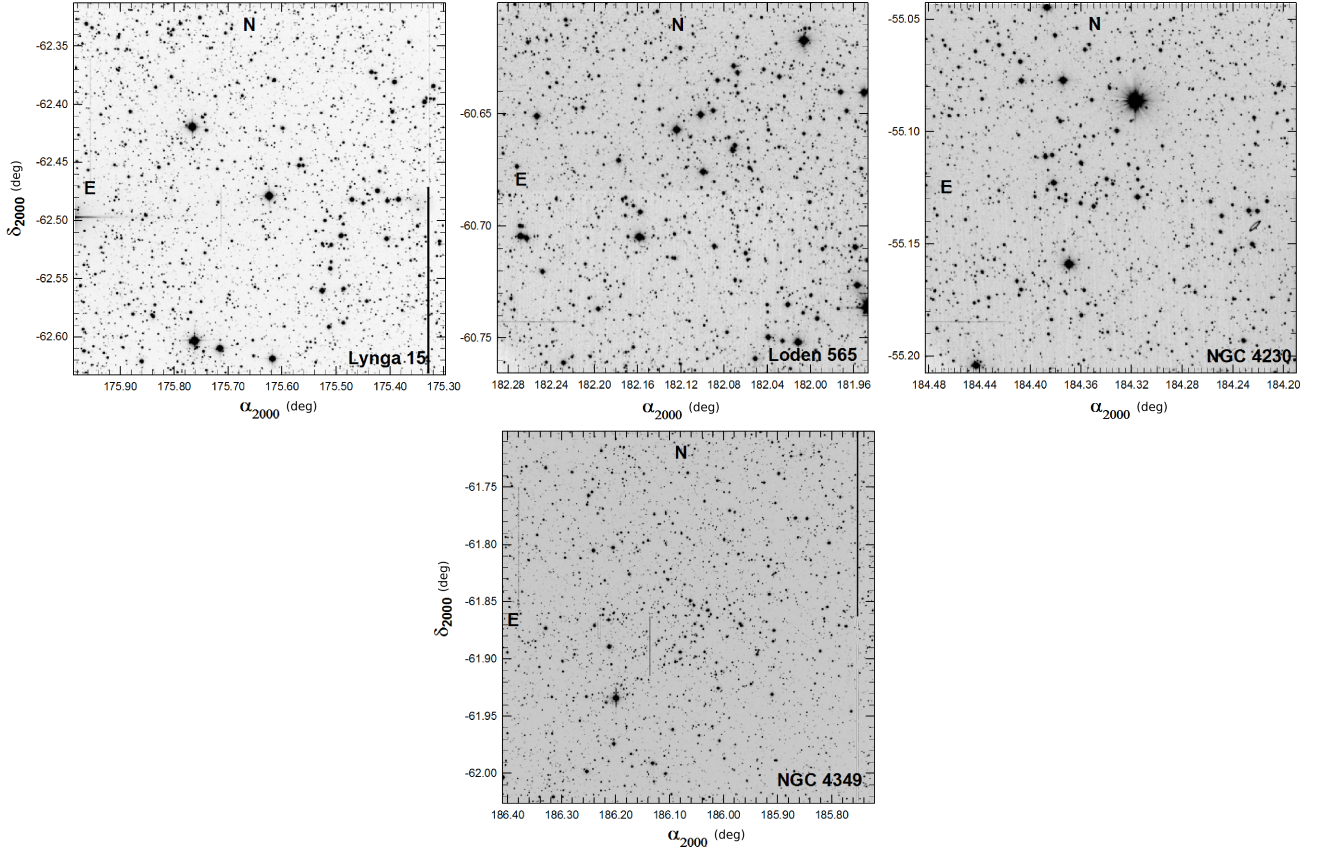 N
-62.35
-62.40
-62.45
E
-62.50
-62.55
-62.60
δ2000 (deg)
Lynga 15
175.90 175.80 175.70 175.60 175.50 175.40 175.30
α2000 (deg)
N
-60.65
E
-60.70
-60.75
Loden 565
182.28 182.24 182.20 182.16 182.12 182.08 182.04 182.00 181.96
α2000 (deg)
N
-55.05
-55.10
E
-55.15
-55.20
NGC 4230
184.48 184.44 184.40 184.36 184.32 184.28 184.24 184.20
α2000 (deg)
N
-61.75
-61.80
-61.85
E
-61.90
-61.95
-62.00
δ2000 (deg)
NGC 4349
186.40 186.30 186.20 186.10 186.00 185.90 185.80
α2000 (deg)